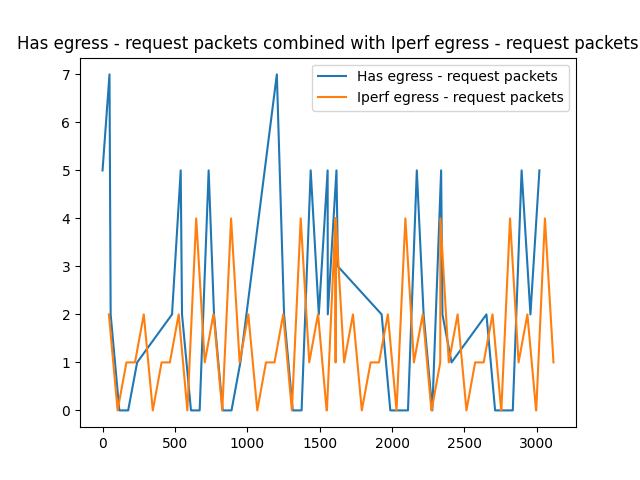 Has egress - request packets combined with Iperf egress - request packets
Has egress - request packets
Iperf egress - request packets
7
6
5
4
3
2
1
0
0 500 1000 1500 2000 2500 3000